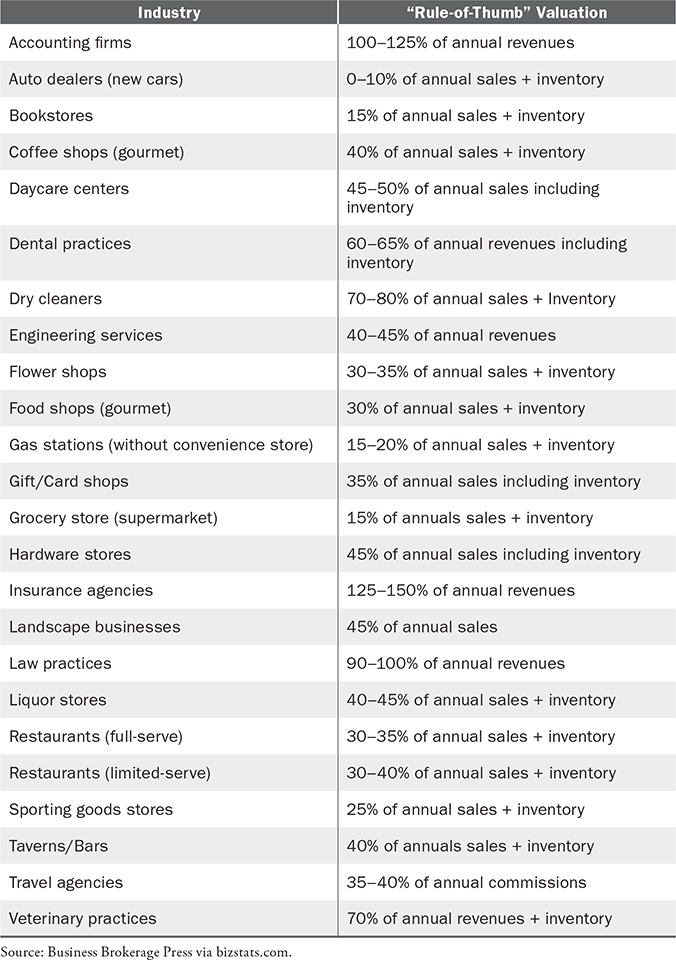 Industry “Rule-of-Thumb” Valuation
Accounting firms 100–125% of annual revenues
Auto dealers (new cars) 0–10% of annual sales + inventory
Bookstores 15% of annual sales + inventory
Coffee shops (gourmet) 40% of annual sales + inventory
Daycare centers 45–50% of annual sales including
inventory
Dental practices 60–65% of annual revenues including
inventory
Dry cleaners 70–80% of annual sales + Inventory
Engineering services 40–45% of annual revenues
Flower shops 30–35% of annual sales + inventory
Food shops (gourmet) 30% of annual sales + inventory
Gas stations (without convenience store) 15–20% of annual sales + inventory
Gift/Card shops 35% of annual sales including inventory
Grocery store (supermarket) 15% of annuals sales + inventory
Hardware stores 45% of annual sales including inventory
Insurance agencies 125–150% of annual revenues
Landscape businesses 45% of annual sales
Law practices 90–100% of annual revenues
Liquor stores 40–45% of annual sales + inventory
Restaurants (full-serve) 30–35% of annual sales + inventory
Restaurants (limited-serve) 30–40% of annual sales + inventory
Sporting goods stores 25% of annual sales + inventory
Taverns/Bars 40% of annuals sales + inventory
Travel agencies 35–40% of annual commissions
Veterinary practices 70% of annual revenues + inventory
Source: Business Brokerage Press via bizstats.com.